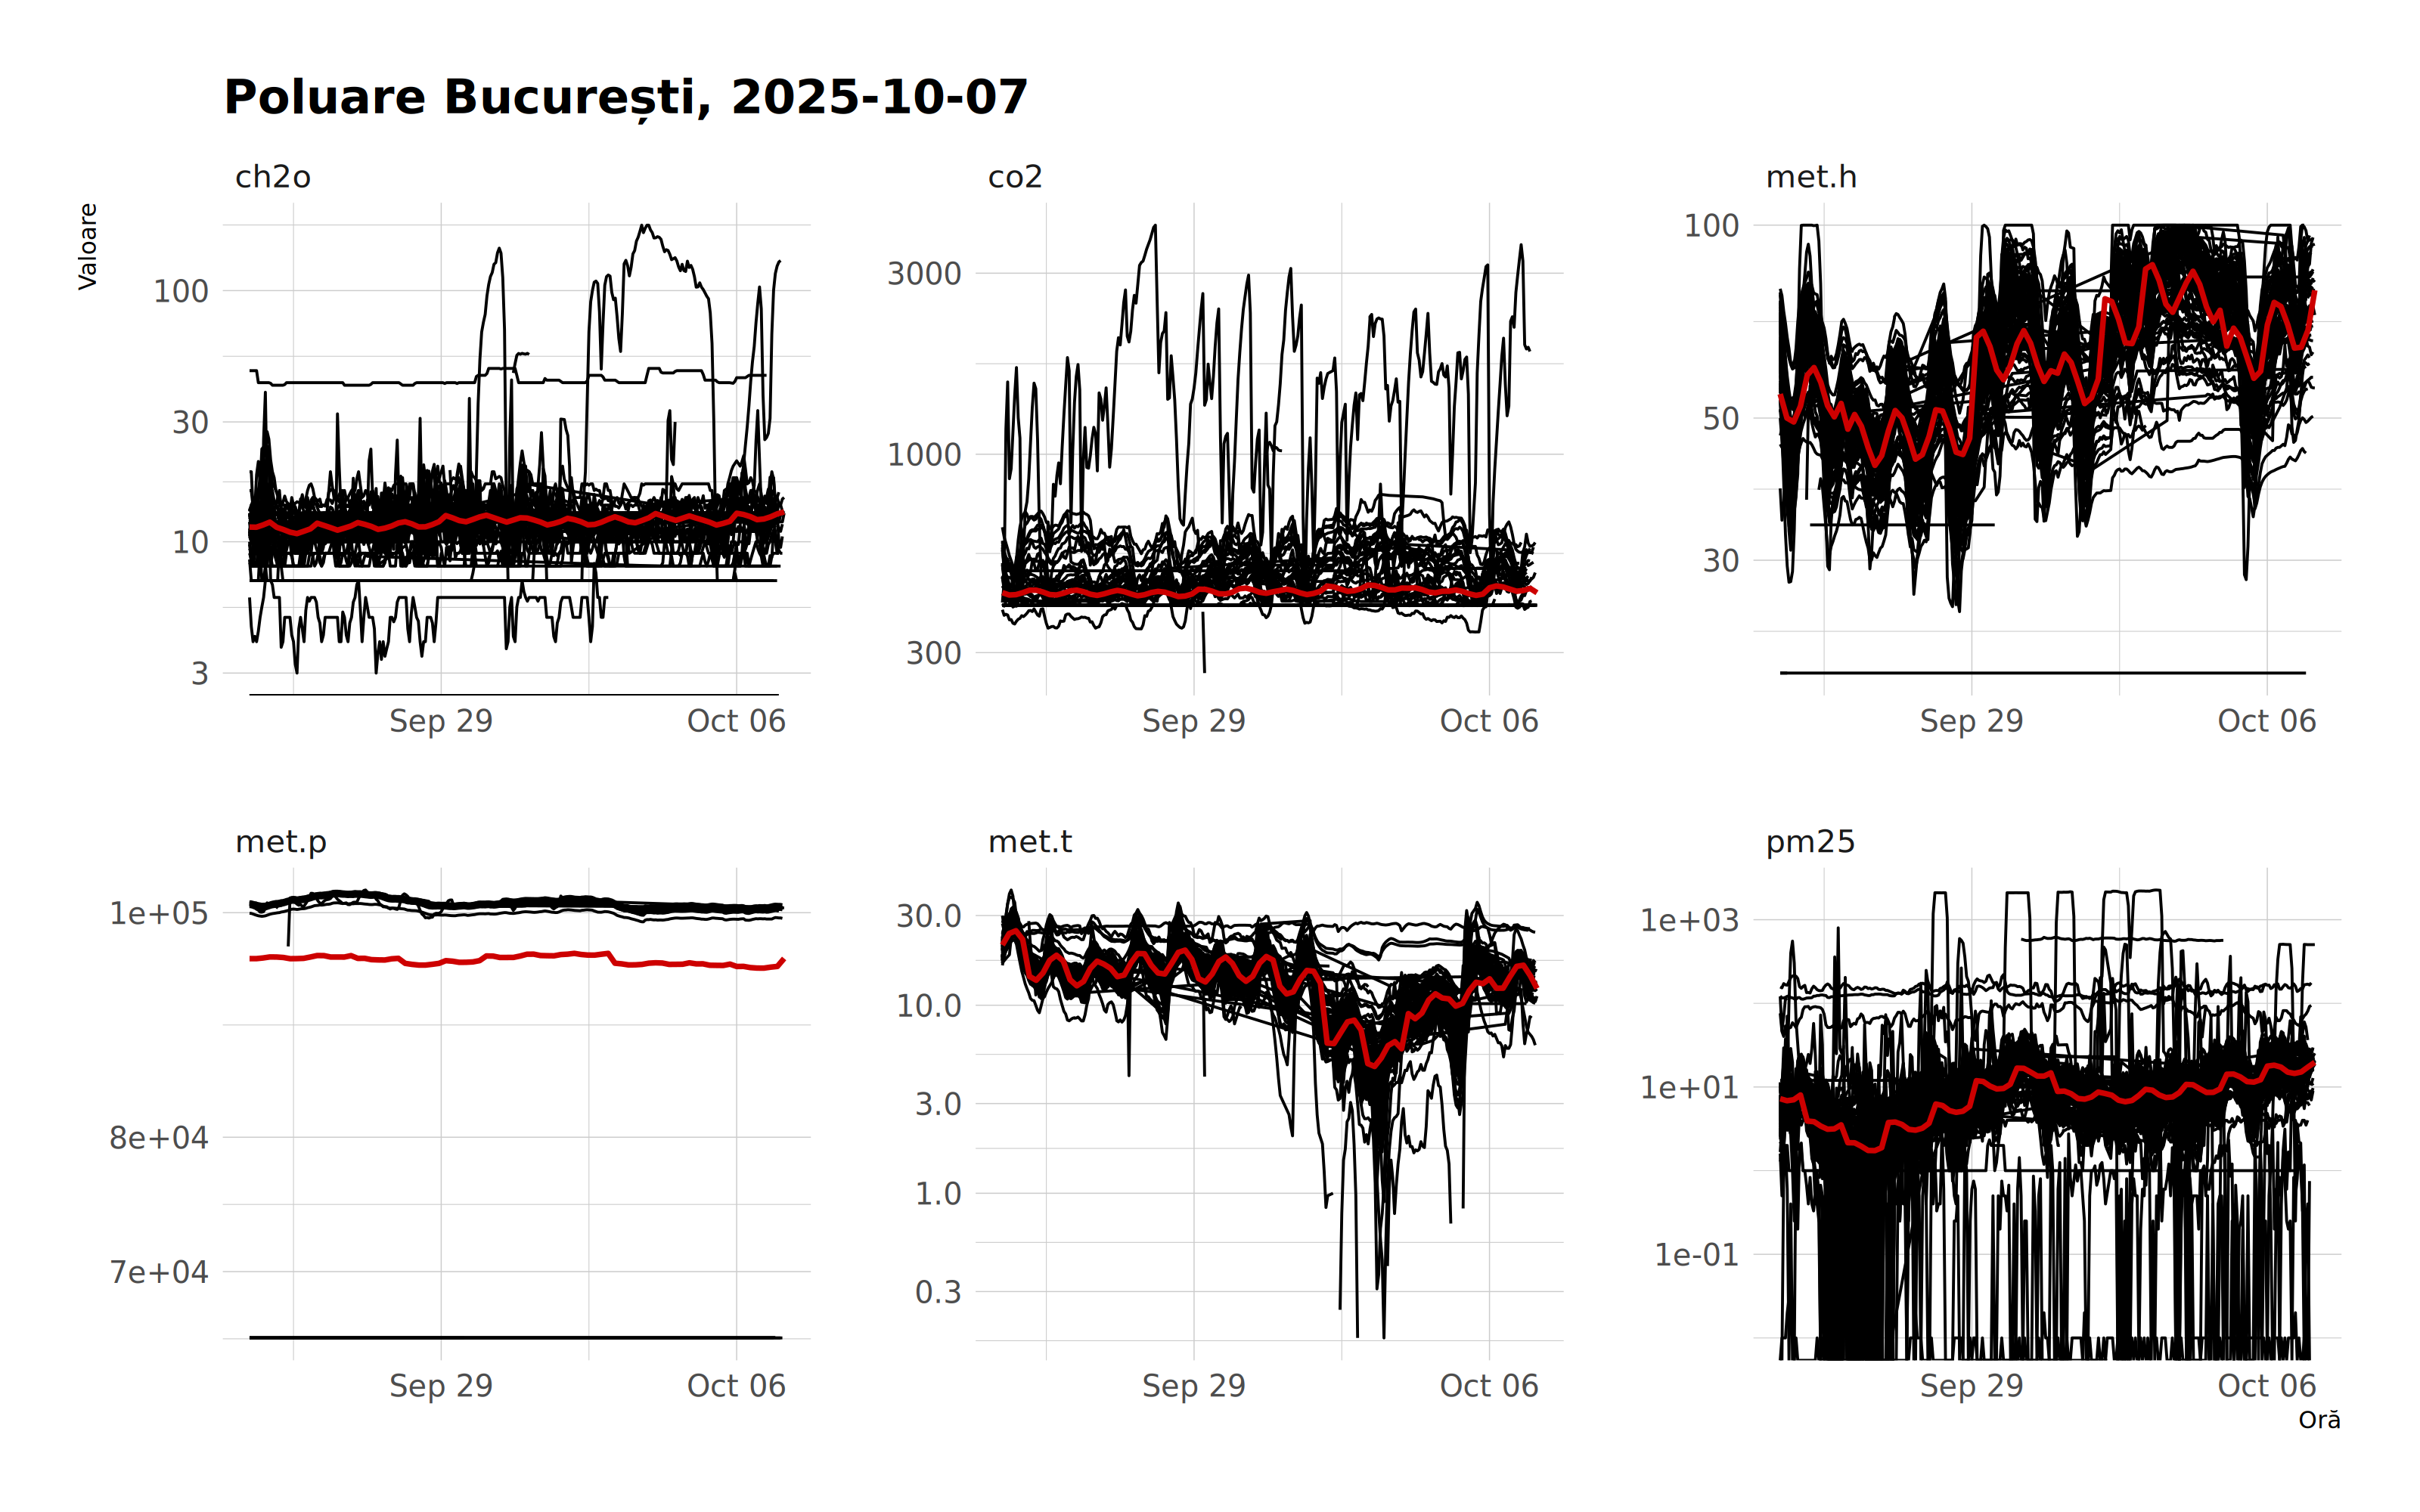 Poluare București, 2025-10-07
Valoare
ch2o
100
30
10
3
Sep 29 Oct 06
co2
3000
1000
300
Sep 29 Oct 06
met.h
100
50
30
Sep 29 Oct 06
met.p
1e+05
8e+04
7e+04
Sep 29 Oct 06
met.t
30.0
10.0
3.0
1.0
0.3
Sep 29 Oct 06
pm25
1e+03
1e+01
1e-01
Sep 29 Oct 06
Oră